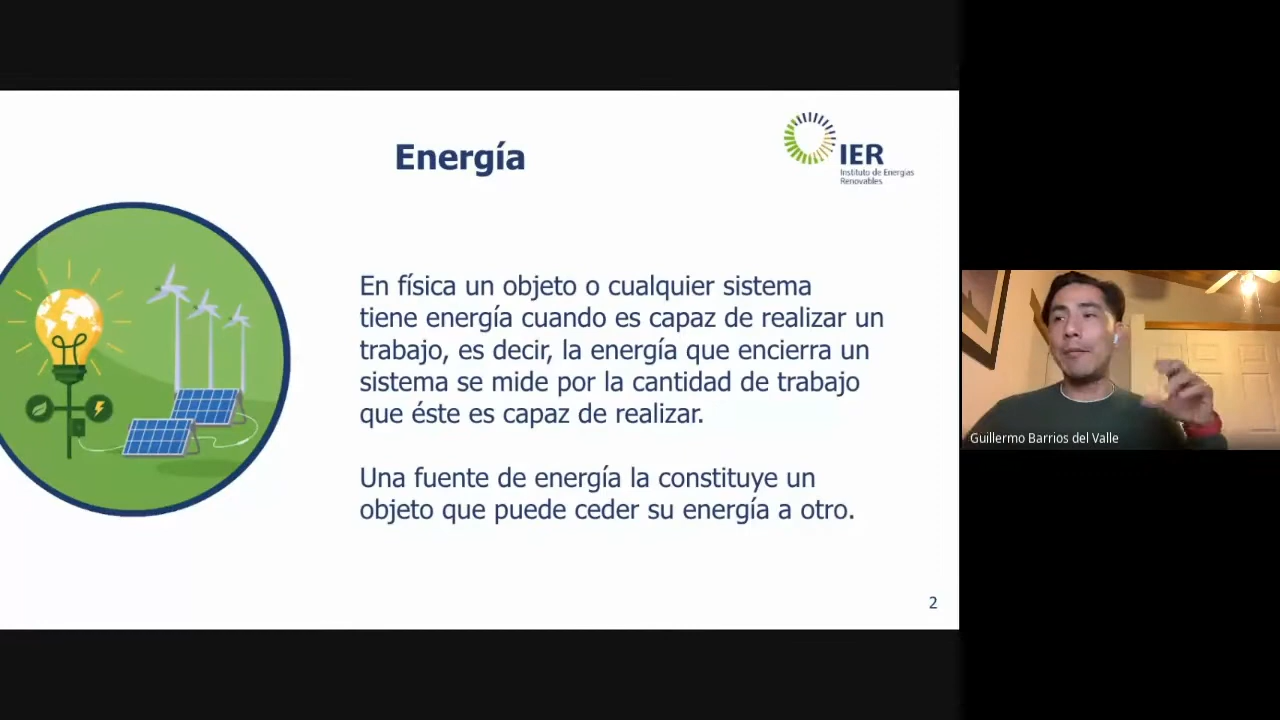 Energía
IER
Instituto de Energías
Renovables
En física un objeto o cualquier sistema
tiene energía cuando es capaz de realizar un
trabajo, es decir, la energía que encierra un
sistema se mide por la cantidad de trabajo
que éste es capaz de realizar.
Una fuente de energía la constituye un
objeto que puede ceder su energía a otro.
2
Guillermo Barrios del Valle